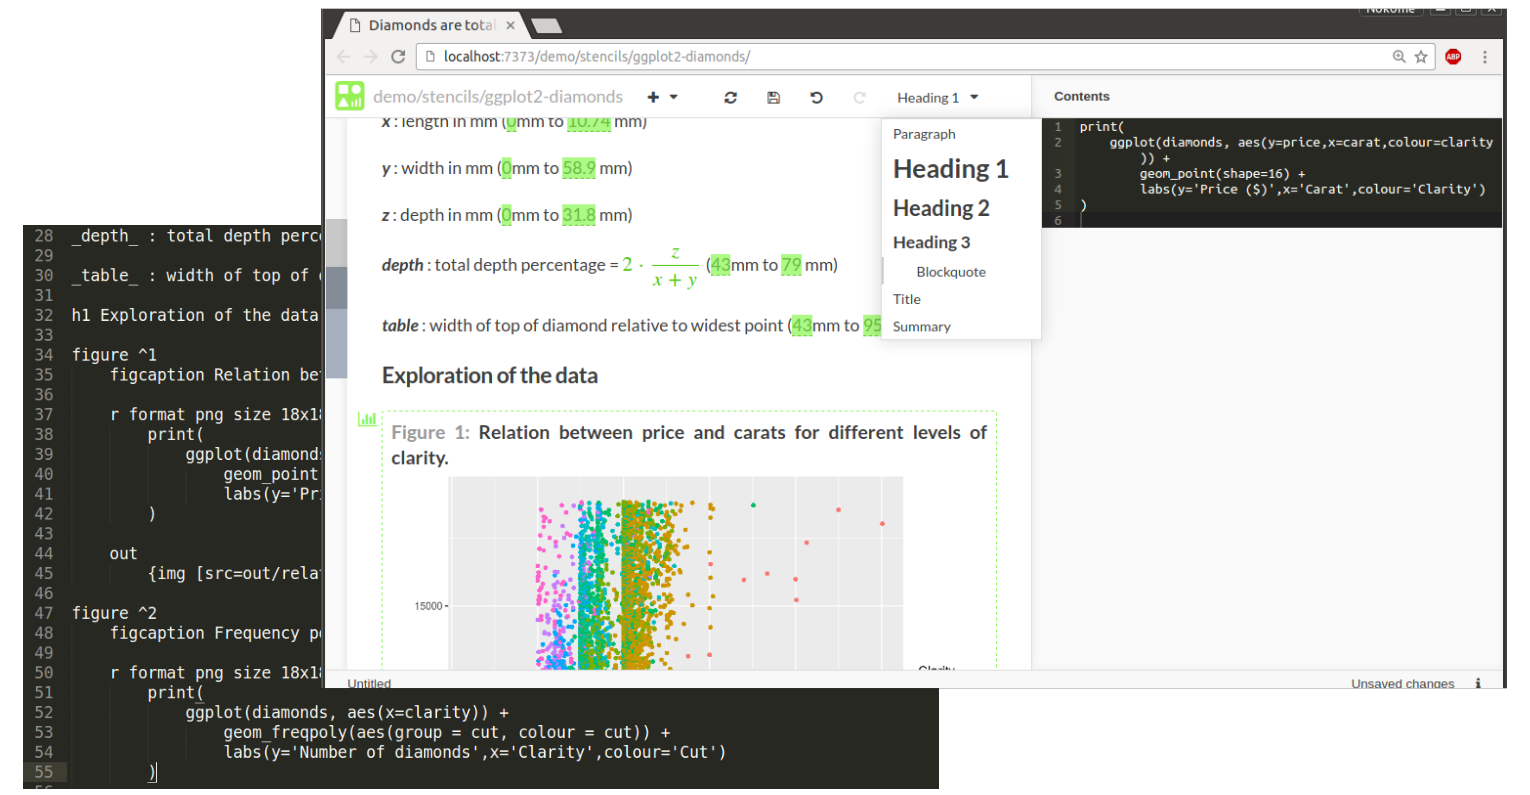 Nokome
Diamonds are total
localhost:7373/demo/stencils/ggplot2-diamonds/
ABP
demo/stencils/ggplot2-diamonds
Heading 1
Contents
x : length in mm (0mm to 10.74 mm)
y : width in mm (0mm to 58.9 mm)
z : depth in mm (0mm to 31.8 mm)
depth : total depth percentage = 2 · z / x + y (43mm to 79 mm)
table : width of top of diamond relative to widest point (43mm to 95
Exploration of the data
Figure 1: Relation between price and carats for different levels of
clarity.
15000
Clarity
Paragraph
Heading 1
Heading 2
Heading 3
Blockquote
Title
Summary
1 print(
2 ggplot(diamonds, aes(y=price,x=carat,colour=clarity
)) +
3 geom_point(shape=16) +
4 labs(y='Price ($)',x='Carat',colour='Clarity')
5 )
6
Untitled
Unsaved changes
28 _depth_ : total depth perc
29
30 _table_ : width of top of
31
32 h1 Exploration of the data
33
34 figure ^1
35 figcaption Relation be
36
37 r format png size 18x18
38 print(
39 ggplot(diamond
40 geom_point
41 labs(y='Pr
42 )
43
44 out
45 {img [src=out/rela
46
47 figure ^2
48 figcaption Frequency p
49
50 r format png size 18x18
51 print(
52 ggplot(diamonds, aes(x=clarity)) +
53 geom_freqpoly(aes(group = cut, colour = cut)) +
54 labs(y='Number of diamonds',x='Clarity',colour='Cut')
55 )